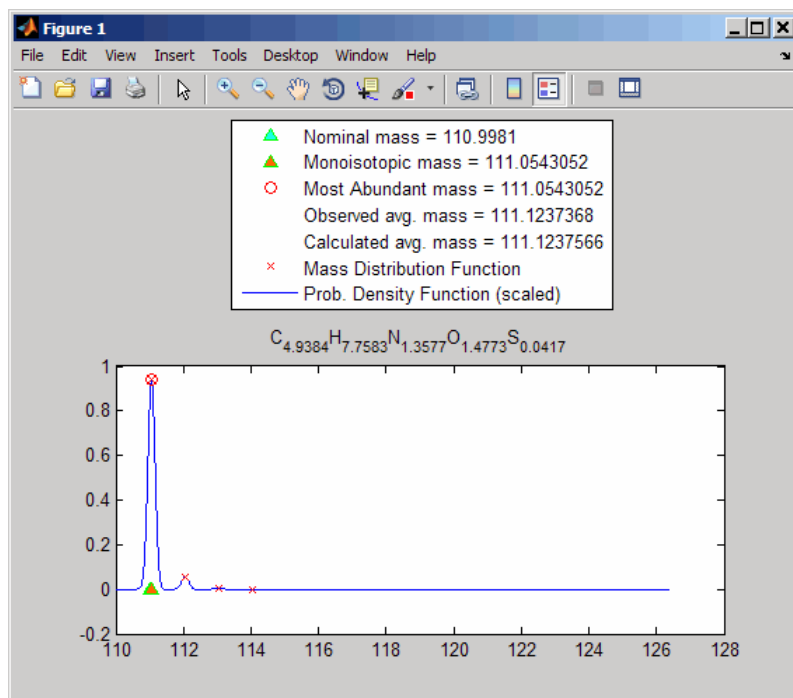 Figure 1
File Edit View Insert Tools Desktop Window Help
Nominal mass = 110.9981
Monoisotopic mass = 111.0543052
Most Abundant mass = 111.0543052
Observed avg. mass = 111.1237368
Calculated avg. mass = 111.1237566
Mass Distribution Function
Prob. Density Function (scaled)
C4.9384H7.7583N1.3577O1.4773S0.0417
1
0.8
0.6
0.4
0.2
0
-0.2
110 112 114 116 118 120 122 124 126 128